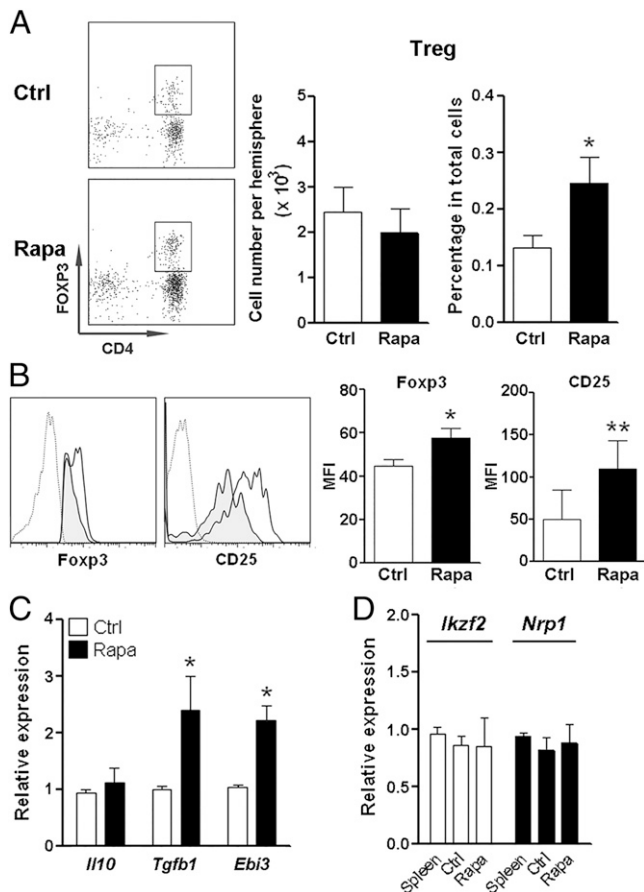 A
Treg
Ctrl
Rapa
FOXP3
CD4
Cell number per hemisphere
(x 10³)
5
4
3
2
1
0
Ctrl Rapa
Percentage in total cells
0.4
0.3
0.2
0.1
0.0
*
Ctrl Rapa
B
Foxp3
CD25
Foxp3
MFI
80
60
40
20
0
*
Ctrl Rapa
CD25
MFI
200
150
100
50
0
**
Ctrl Rapa
C
Ctrl
Rapa
Relative expression
4
3
2
1
0
* *
Il10 Tgfb1 Ebi3
D
Ikzf2 Nrp1
Relative expression
2.0
1.5
1.0
0.5
0.0
Spleen Ctrl Rapa Spleen Ctrl Rapa